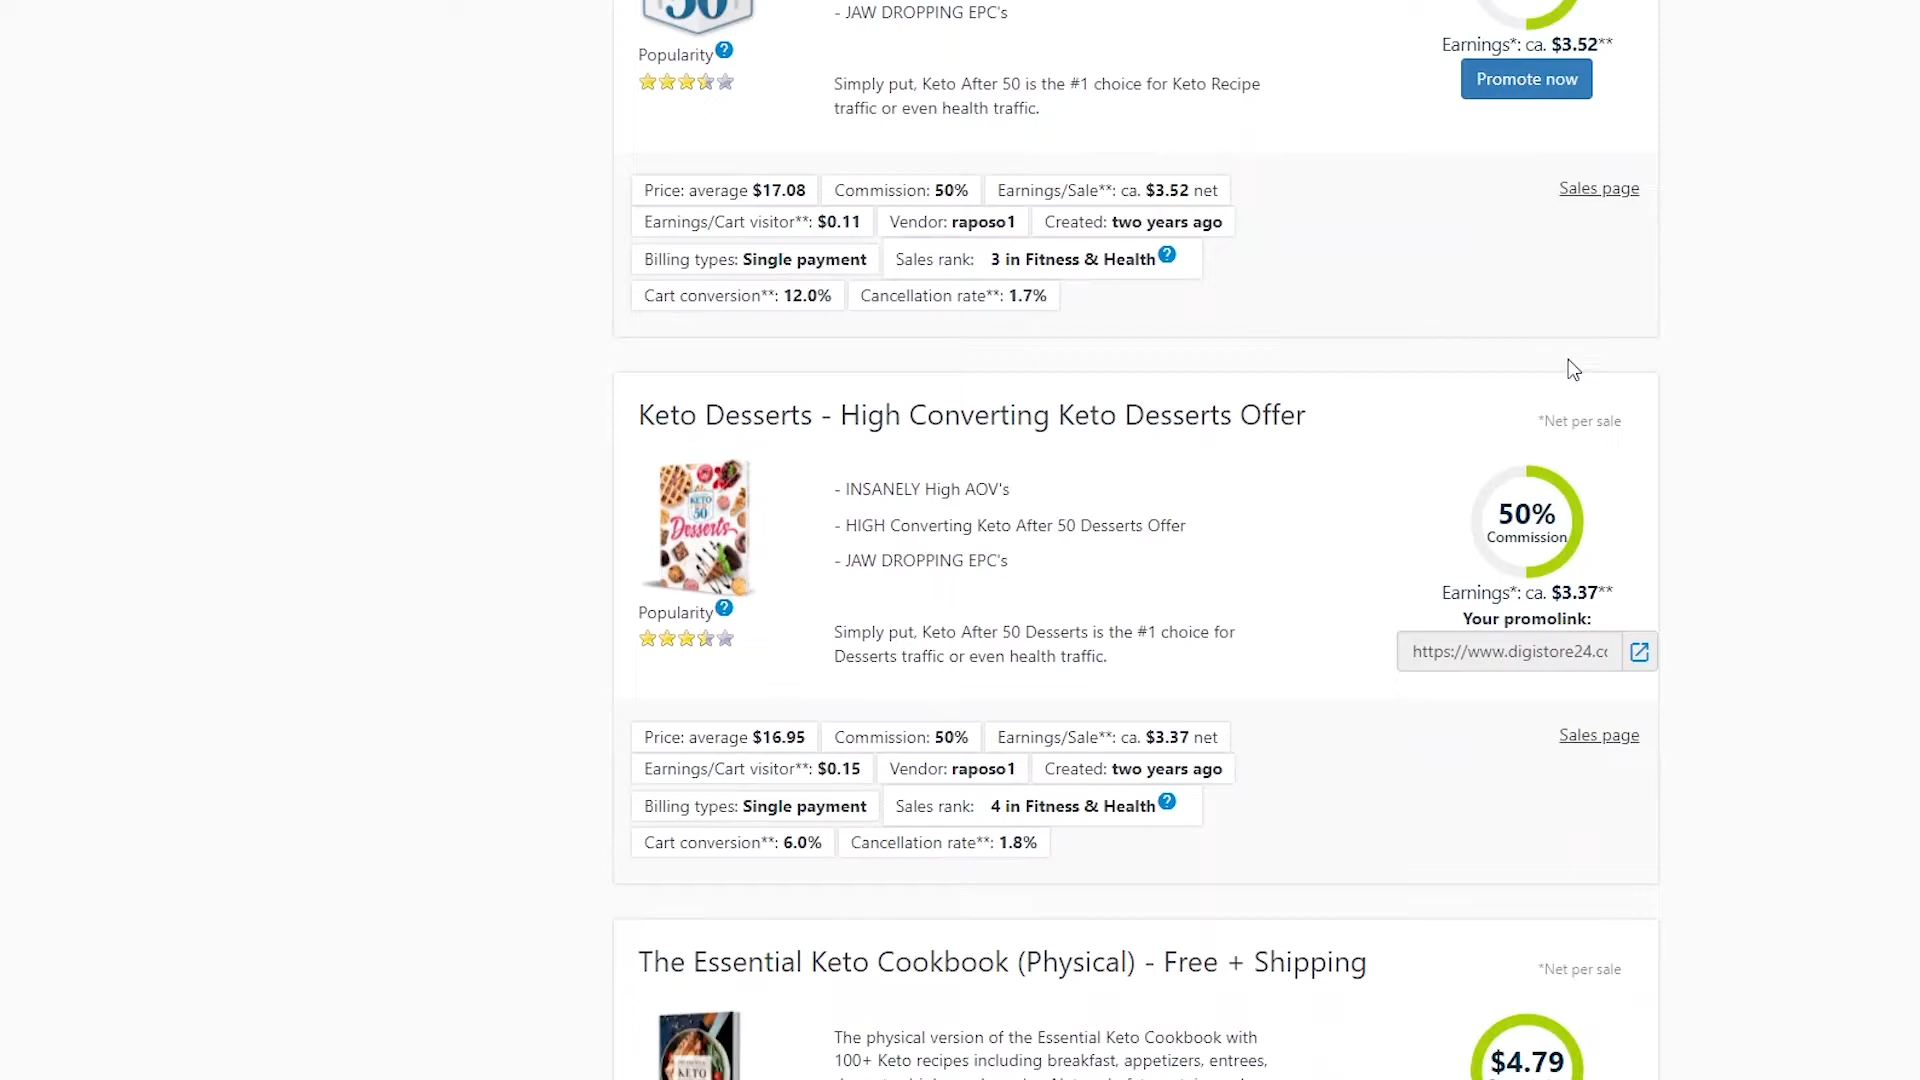 50
- JAW DROPPING EPC's
Popularity
Simply put, Keto After 50 is the #1 choice for Keto Recipe
traffic or even health traffic.
Earnings*: ca. $3.52**
Promote now
Price: average $17.08 Commission: 50% Earnings/Sale**: ca. $3.52 net
Earnings/Cart visitor**: $0.11 Vendor: raposo1 Created: two years ago
Billing types: Single payment Sales rank: 3 in Fitness & Health
Cart conversion**: 12.0% Cancellation rate**: 1.7%
Sales page
Keto Desserts - High Converting Keto Desserts Offer
*Net per sale
KETO
50
Desserts
Popularity
- INSANELY High AOV's
- HIGH Converting Keto After 50 Desserts Offer
- JAW DROPPING EPC's
Simply put, Keto After 50 Desserts is the #1 choice for
Desserts traffic or even health traffic.
50%
Commission
Earnings*: ca. $3.37**
Your promolink:
https://www.digistore24.cc
Price: average $16.95 Commission: 50% Earnings/Sale**: ca. $3.37 net
Earnings/Cart visitor**: $0.15 Vendor: raposo1 Created: two years ago
Billing types: Single payment Sales rank: 4 in Fitness & Health
Cart conversion**: 6.0% Cancellation rate**: 1.8%
Sales page
The Essential Keto Cookbook (Physical) - Free + Shipping
*Net per sale
KETO
The physical version of the Essential Keto Cookbook with
100+ Keto recipes including breakfast, appetizers, entrees,
$4.79